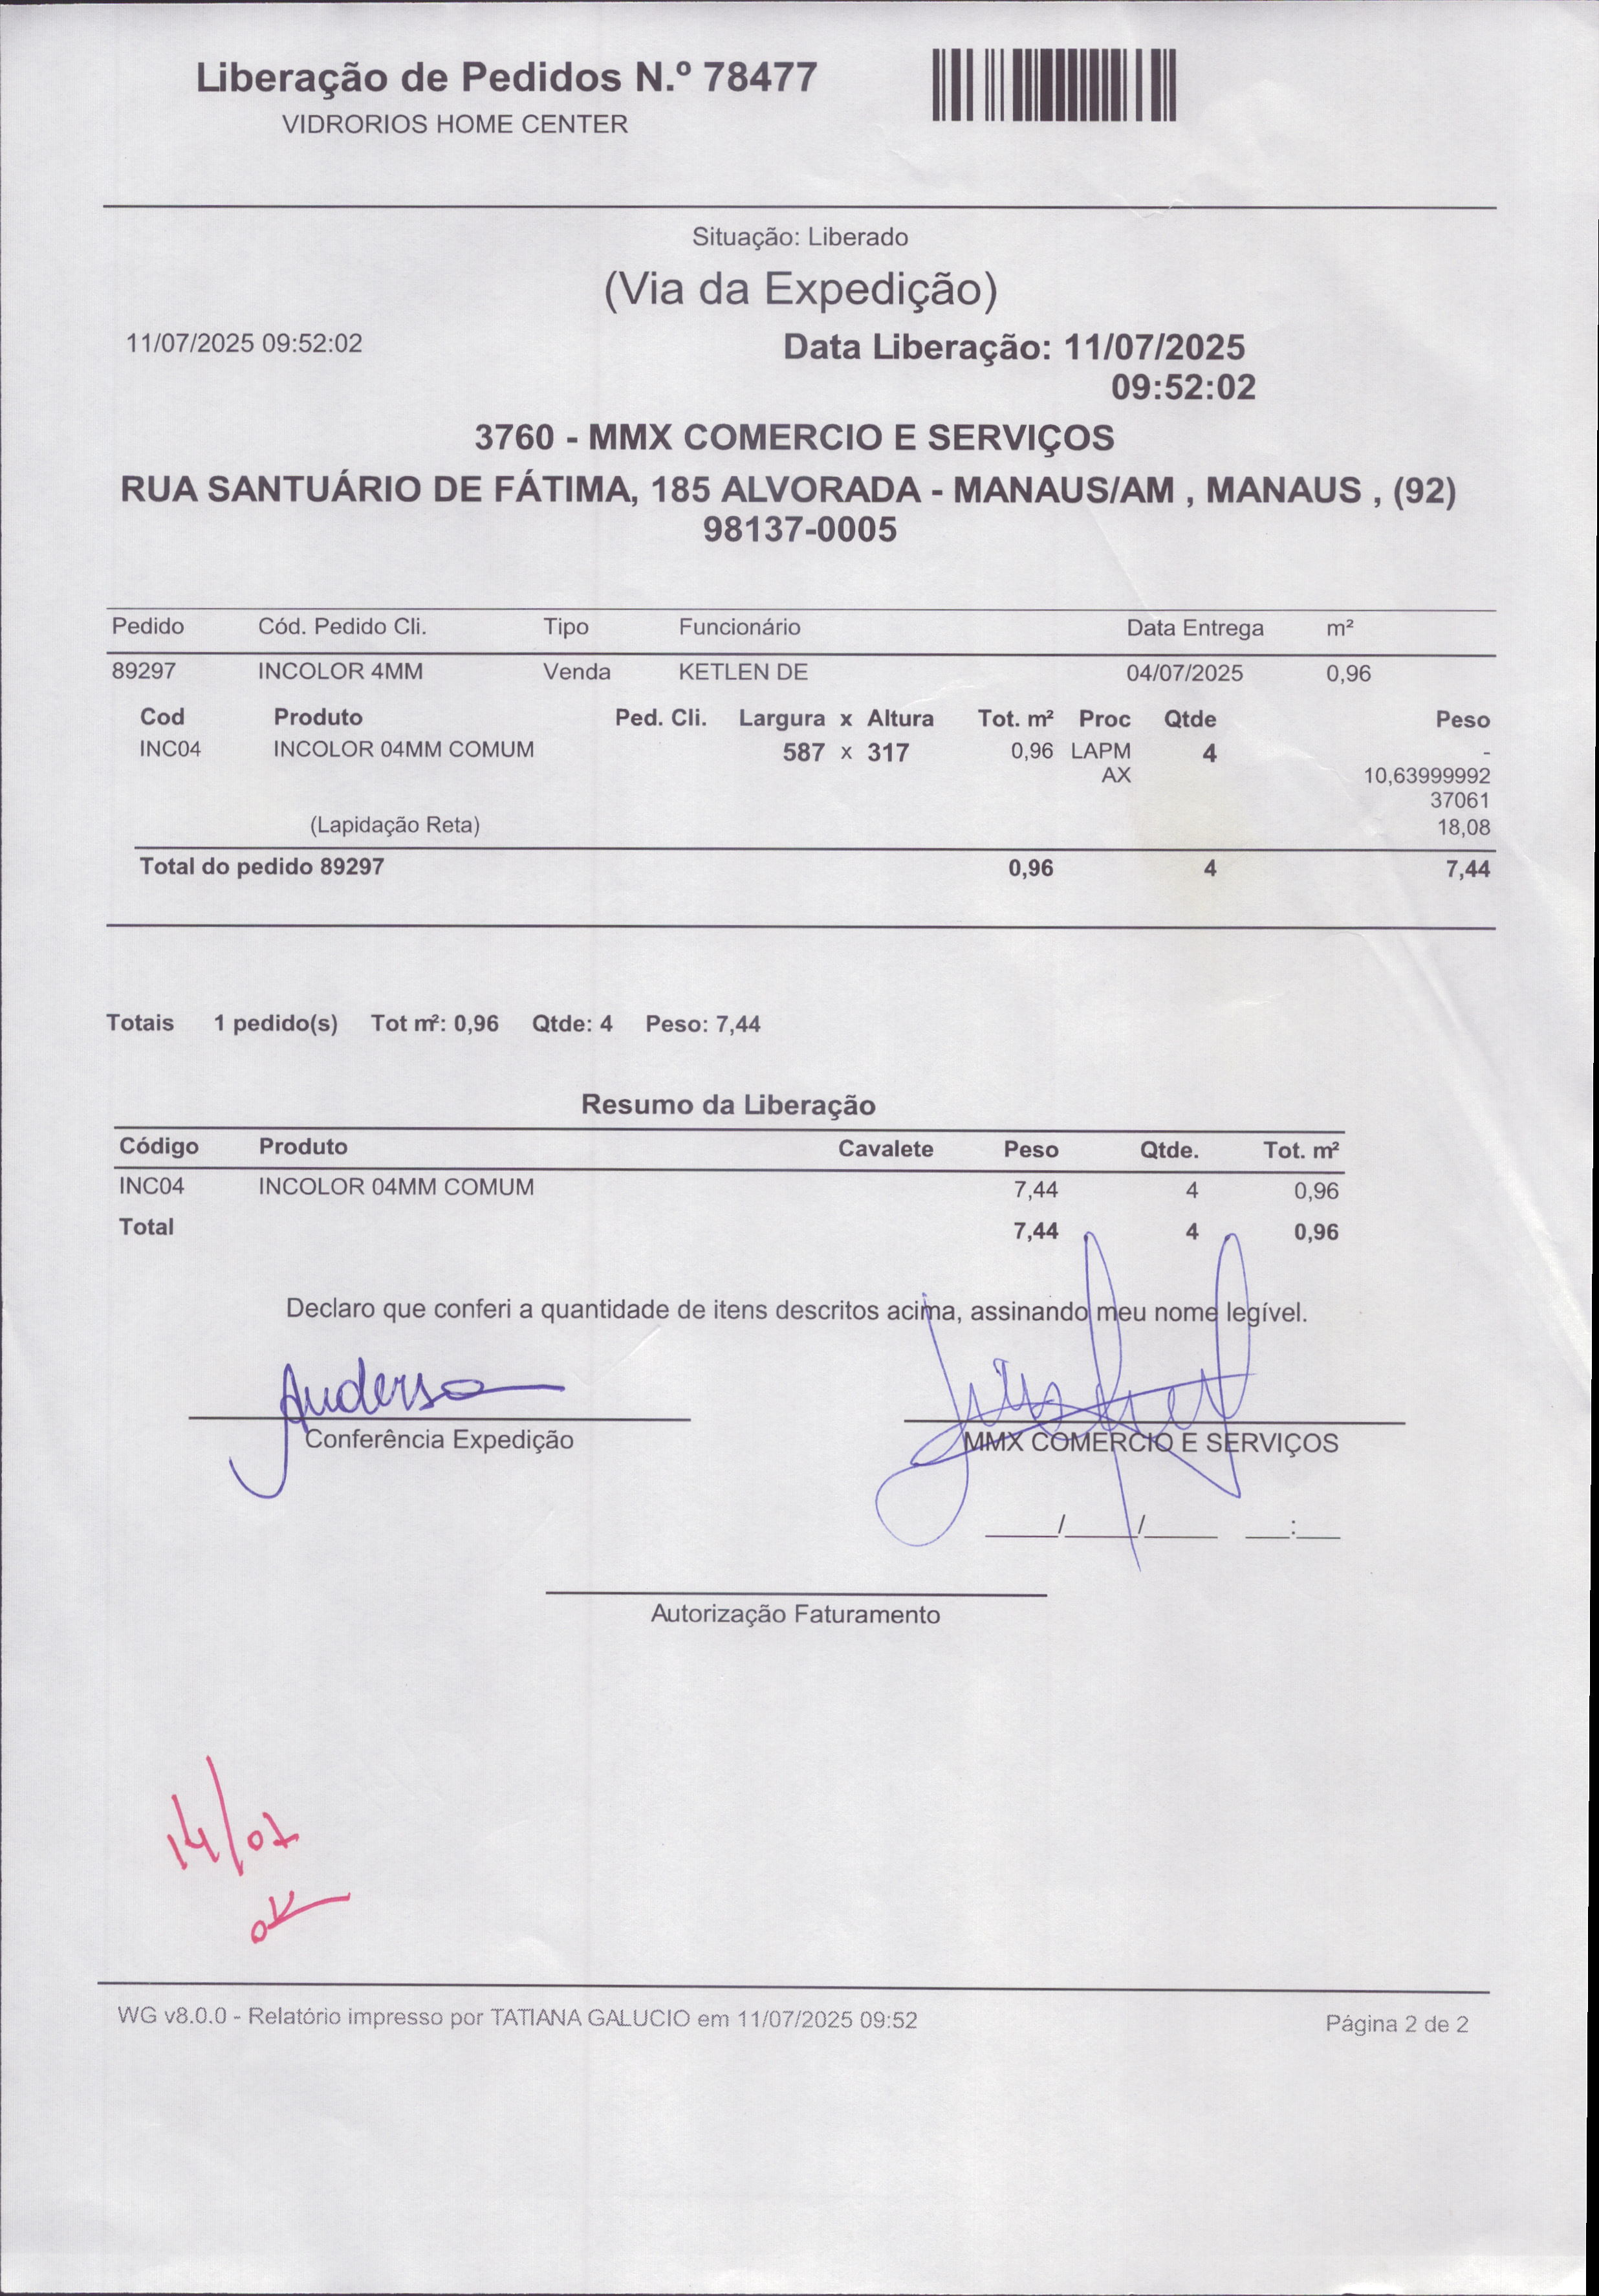 Liberação de Pedidos N.º 78477
VIDRORIOS HOME CENTER
Situação: Liberado
(Via da Expedição)
11/07/2025 09:52:02
Data Liberação: 11/07/2025
09:52:02
3760 - MMX COMERCIO E SERVIÇOS
RUA SANTUÁRIO DE FÁTIMA, 185 ALVORADA - MANAUS/AM , MANAUS , (92)
98137-0005
Pedido Cód. Pedido Cli. Tipo Funcionário Data Entrega m²
89297 INCOLOR 4MM Venda KETLEN DE 04/07/2025 0,96
Cod Produto Ped. Cli. Largura x Altura Tot. m² Proc Qtde Peso
INC04 INCOLOR 04MM COMUM 587 x 317 0,96 LAPM 4 -
AX 10,63999992
37061
(Lapidação Reta) 18,08
Total do pedido 89297 0,96 4 7,44
Totais 1 pedido(s) Tot m²: 0,96 Qtde: 4 Peso: 7,44
Resumo da Liberação
Código Produto Cavalete Peso Qtde. Tot. m²
INC04 INCOLOR 04MM COMUM 7,44 4 0,96
Total 7,44 4 0,96
Declaro que conferi a quantidade de itens descritos acima, assinando meu nome legível.
Anderso
Conferência Expedição MMX COMERCIO E SERVIÇOS
____/____/____ __:__
Autorização Faturamento
14/07
OK
WG v8.0.0 - Relatório impresso por TATIANA GALUCIO em 11/07/2025 09:52 Página 2 de 2